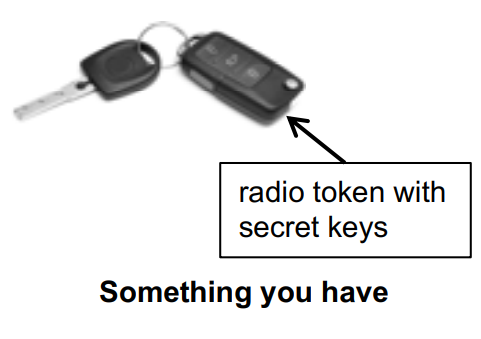 radio token with
secret keys
Something you have